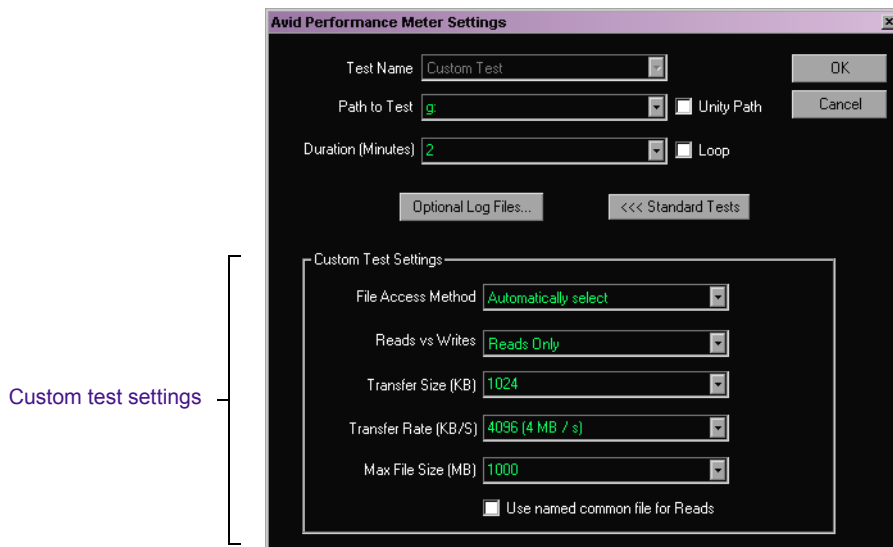 Avid Performance Meter Settings
Test Name Custom Test OK
Path to Test g: Unity Path Cancel
Duration (Minutes) 2 Loop
Optional Log Files... <<< Standard Tests
Custom Test Settings
File Access Method Automatically select
Reads vs Writes Reads Only
Transfer Size (KB) 1024
Custom test settings
Transfer Rate (KB/S) 4096 (4 MB / s)
Max File Size (MB) 1000
Use named common file for Reads